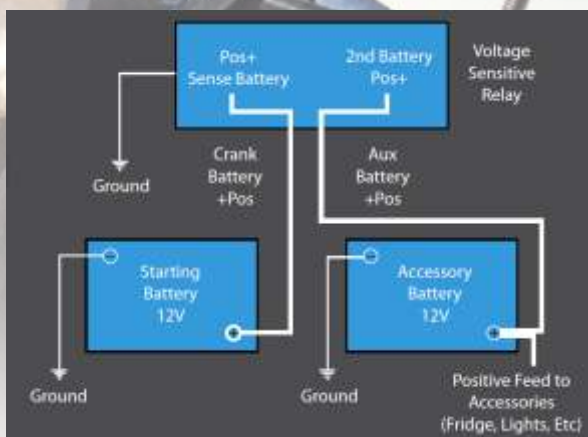 Pos+
Sense Battery
2nd Battery
Pos+
Voltage
Sensitive
Relay
Ground
Crank
Battery
+Pos
Aux
Battery
+Pos
Starting
Battery
12V
Accessory
Battery
12V
Ground
Ground
Positive Feed to
Accessories
(Fridge, Lights, Etc)